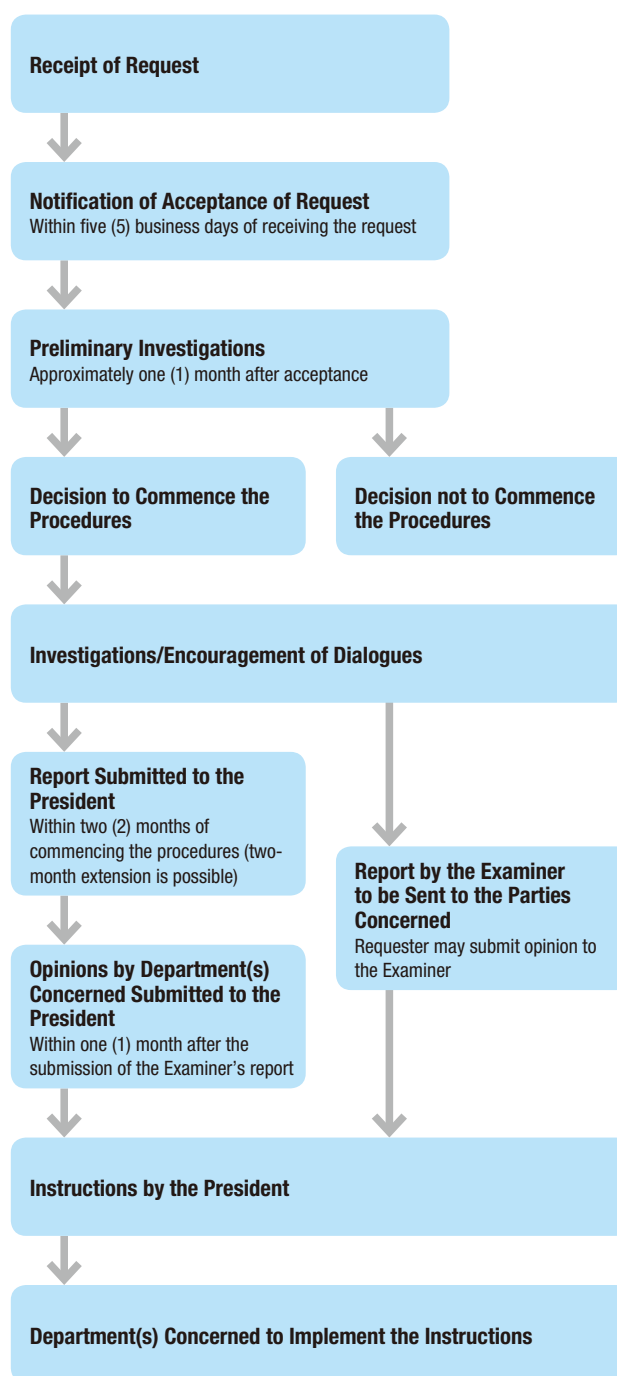 Receipt of Request
Notification of Acceptance of Request
Within five (5) business days of receiving the request
Preliminary Investigations
Approximately one (1) month after acceptance
Decision to Commence the
Procedures
Decision not to Commence
the Procedures
Investigations/Encouragement of Dialogues
Report Submitted to the
President
Within two (2) months of
commencing the procedures (two-
month extension is possible)
Report by the Examiner
to be Sent to the Parties
Concerned
Requester may submit opinion to
the Examiner
Opinions by Department(s)
Concerned Submitted to the
President
Within one (1) month after the
submission of the Examiner’s report
Instructions by the President
Department(s) Concerned to Implement the Instructions